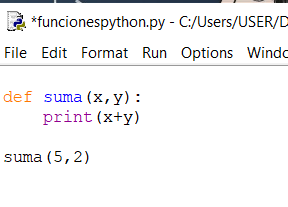 *funcionespython.py - C:/Users/USER/D
File Edit Format Run Options Windo
def suma(x,y):
    print(x+y)
suma(5,2)